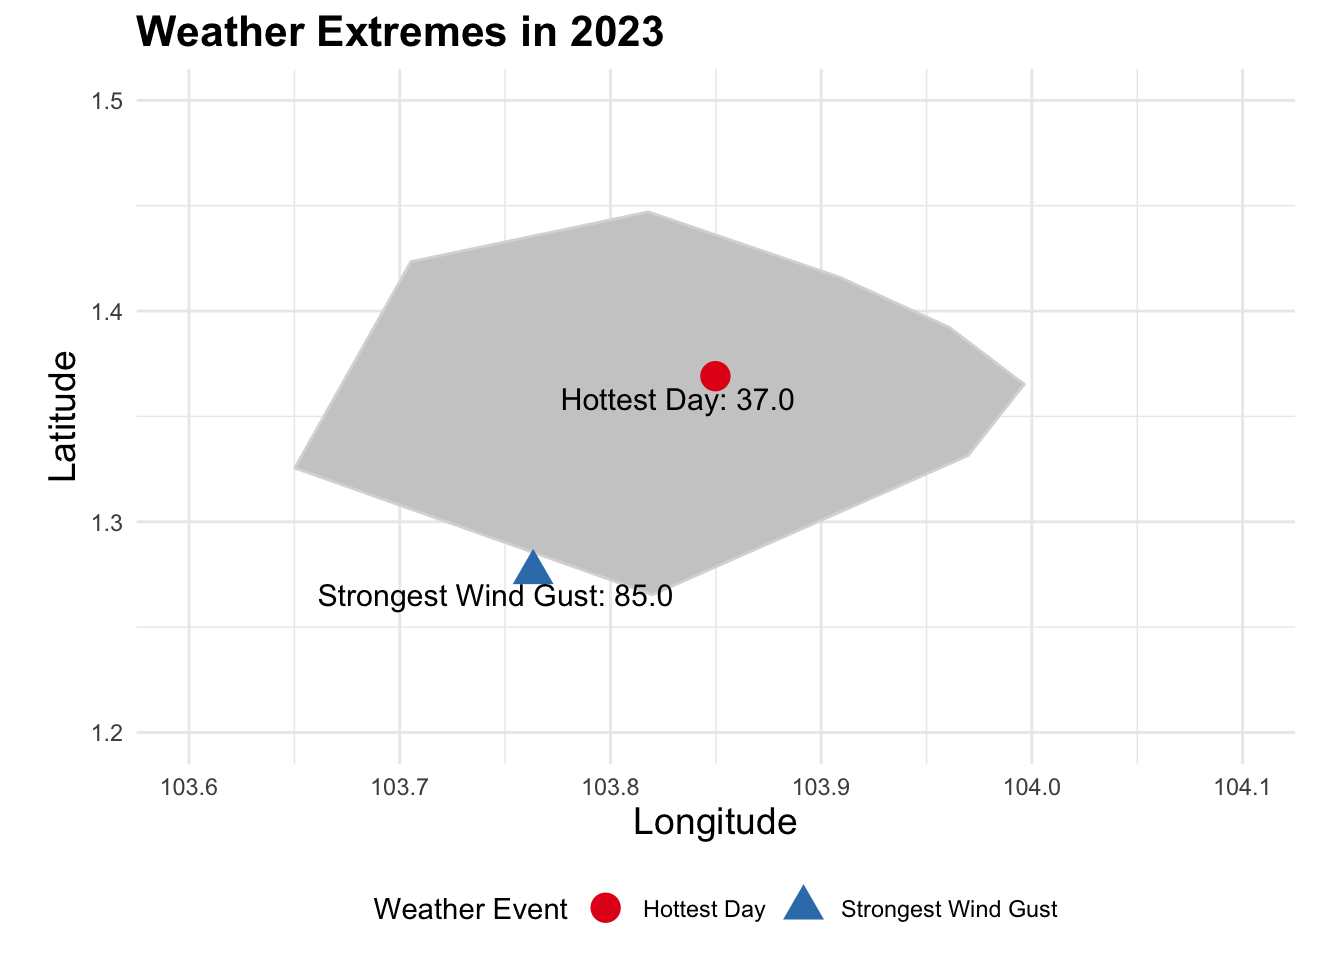 Weather Extremes in 2023
1.5
1.4
1.3
1.2
Latitude
Hottest Day: 37.0
Strongest Wind Gust: 85.0
103.6 103.7 103.8 103.9 104.0 104.1
Longitude
Weather Event Hottest Day Strongest Wind Gust